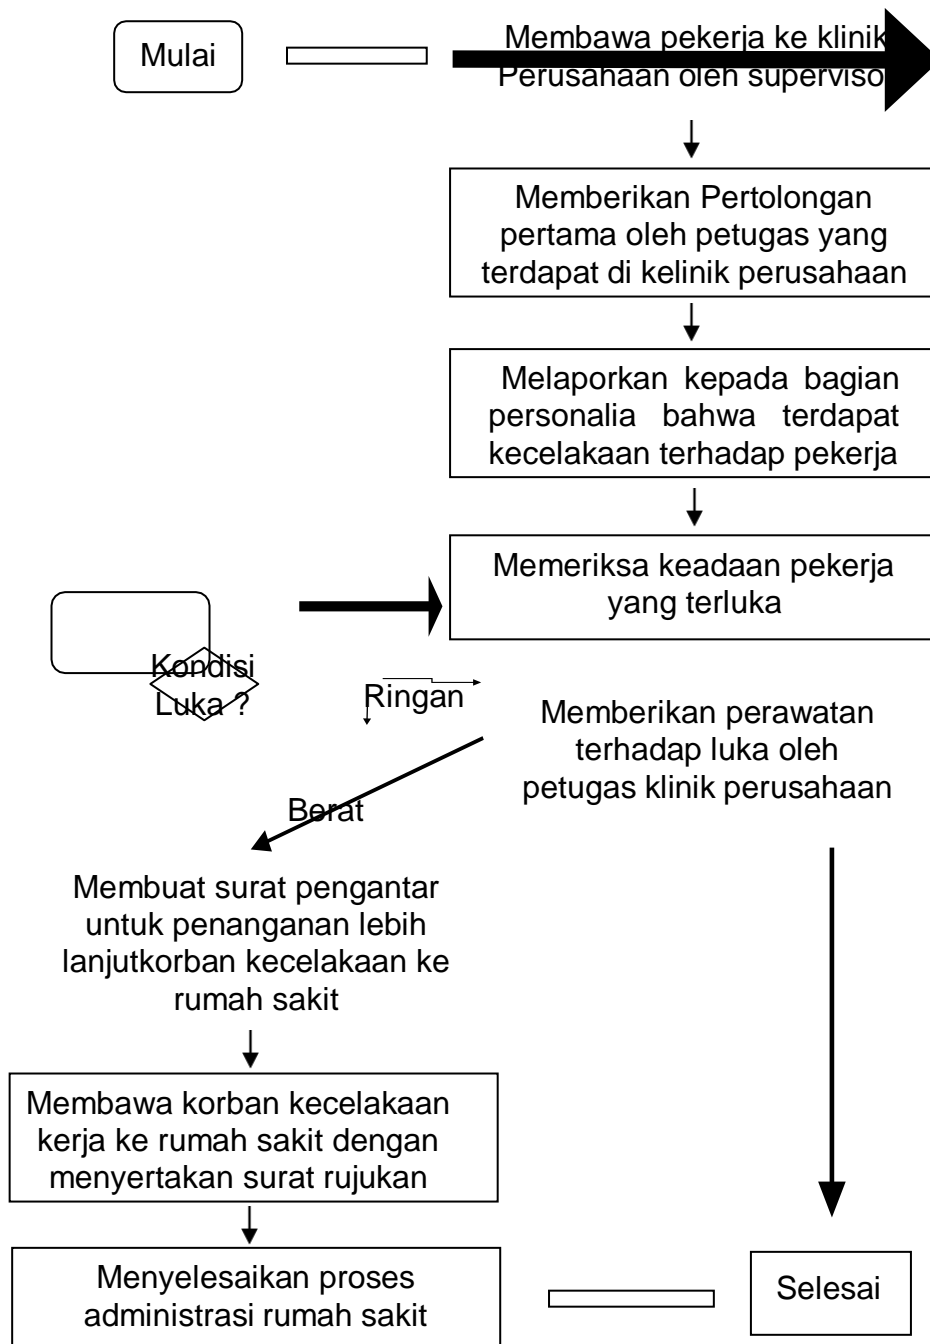 Mulai
Membawa pekerja ke klinik
Perusahaan oleh superviso
Memberikan Pertolongan
pertama oleh petugas yang
terdapat di kelinik perusahaan
Melaporkan kepada bagian
personalia bahwa terdapat
kecelakaan terhadap pekerja
Memeriksa keadaan pekerja
yang terluka
Kondisi
Luka ?
Ringan
Memberikan perawatan
terhadap luka oleh
petugas klinik perusahaan
Berat
Membuat surat pengantar
untuk penanganan lebih
lanjutkorban kecelakaan ke
rumah sakit
Membawa korban kecelakaan
kerja ke rumah sakit dengan
menyertakan surat rujukan
Menyelesaikan proses
administrasi rumah sakit
Selesai